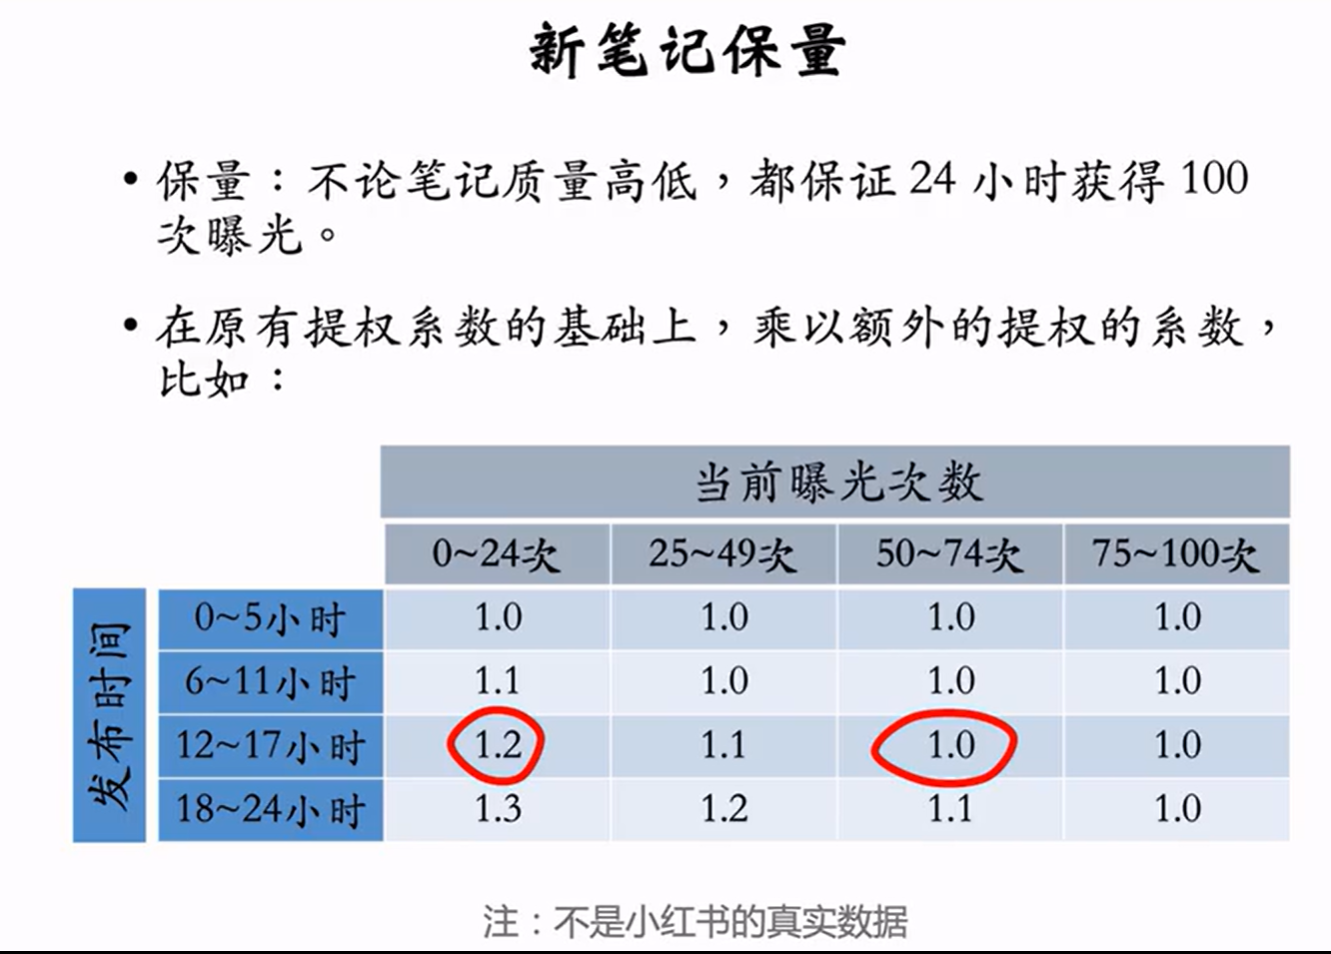 新笔记保量
• 保量：不论笔记质量高低，都保证 24 小时获得 100
次曝光。
• 在原有提权系数的基础上，乘以额外的提权的系数，
比如：
当前曝光次数
0~24次 25~49次 50~74次 75~100次
发布时间
0~5小时 1.0 1.0 1.0 1.0
6~11小时 1.1 1.0 1.0 1.0
12~17小时 1.2 1.1 1.0 1.0
18~24小时 1.3 1.2 1.1 1.0
注：不是小红书的真实数据